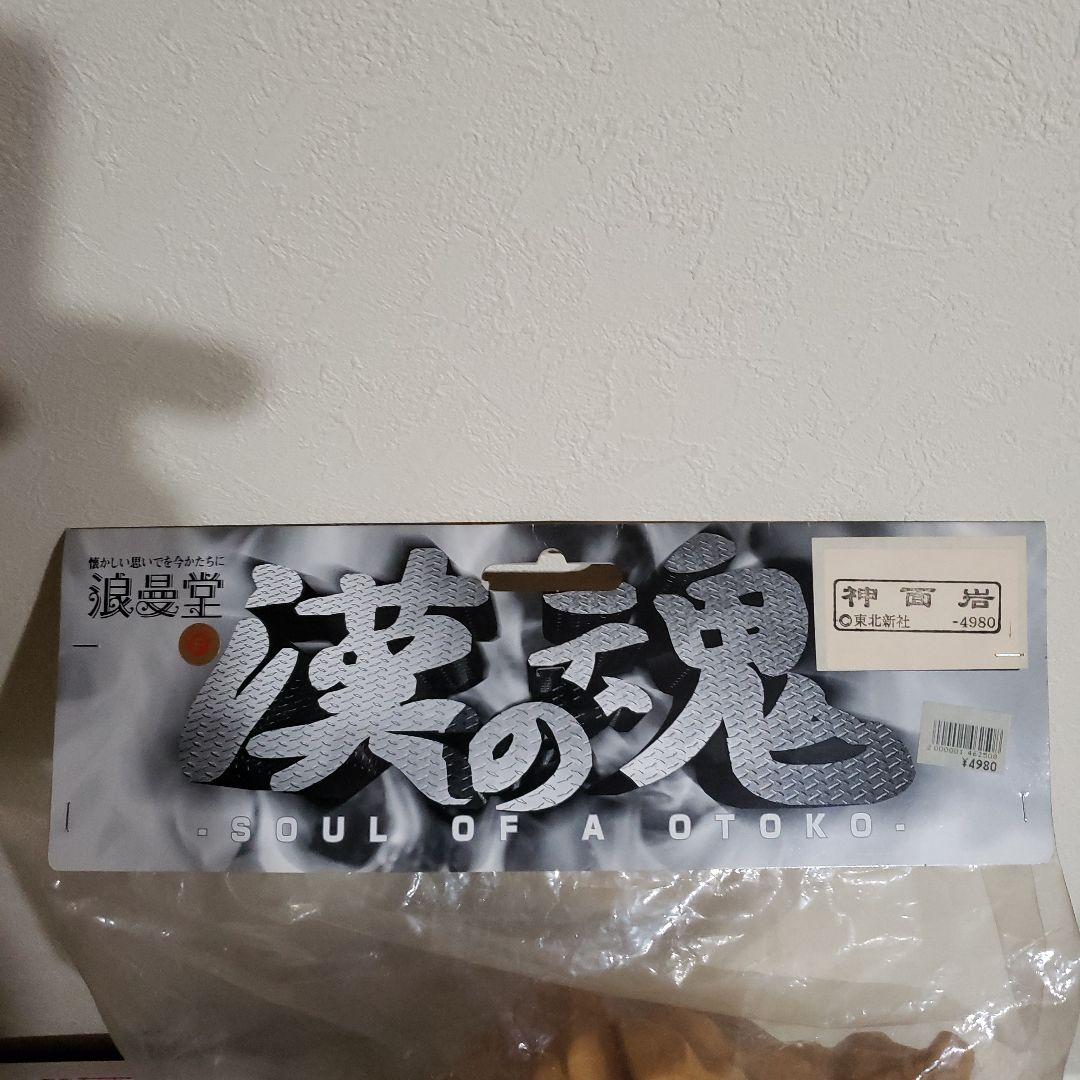 懐かしい思いでを今かたちに
浪曼堂
漢の魂
- SOUL OF A OTOKO -
神面岩
©東北新社 -4980
¥4980